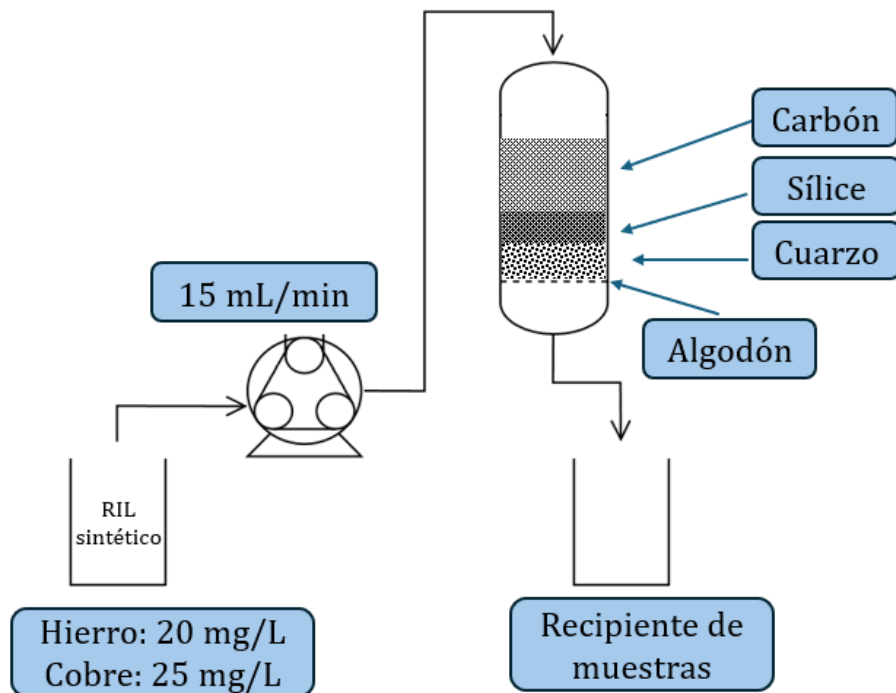 Carbón
Sílice
Cuarzo
15 mL/min
Algodón
RIL
sintético
Hierro: 20 mg/L
Cobre: 25 mg/L
Recipiente de
muestras